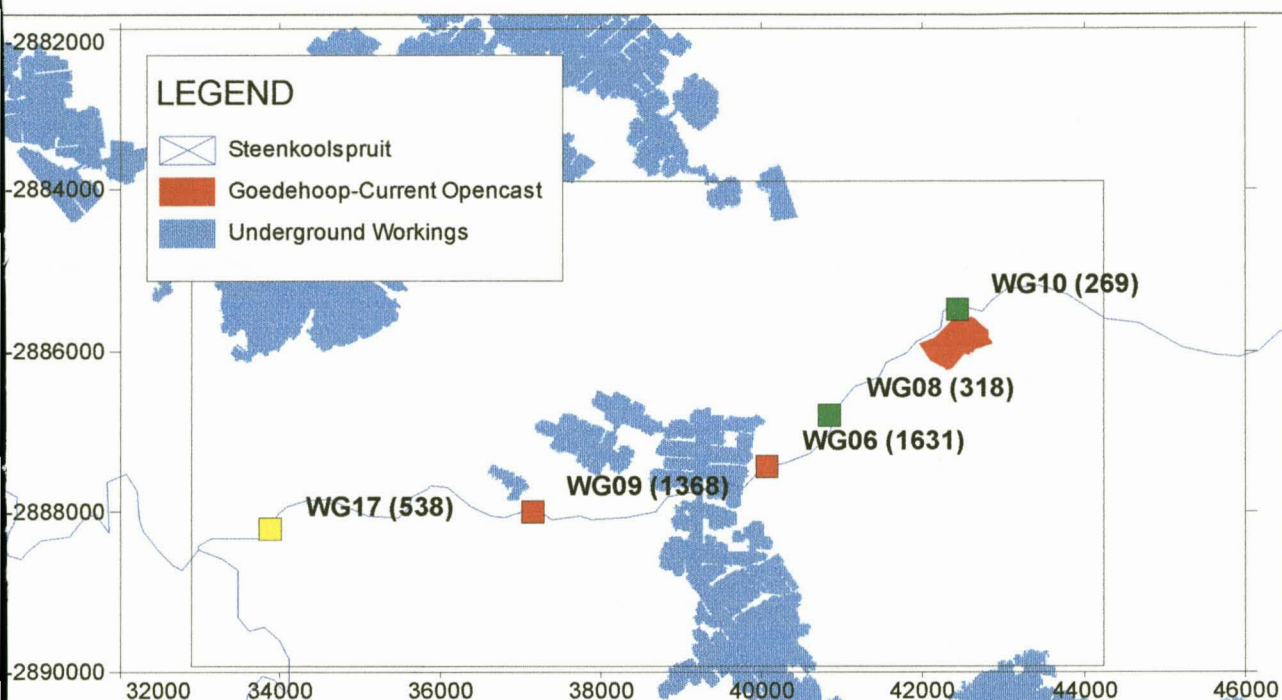 -2882000
LEGEND
Steenkoolspruit
-2884000
Goedehoop-Current Opencast
Underground Workings
WG10 (269)
-2886000
WG08 (318)
WG06 (1631)
WG09 (1368)
WG17 (538)
-2888000
-2890000
32000 34000 36000 38000 40000 42000 44000 46000